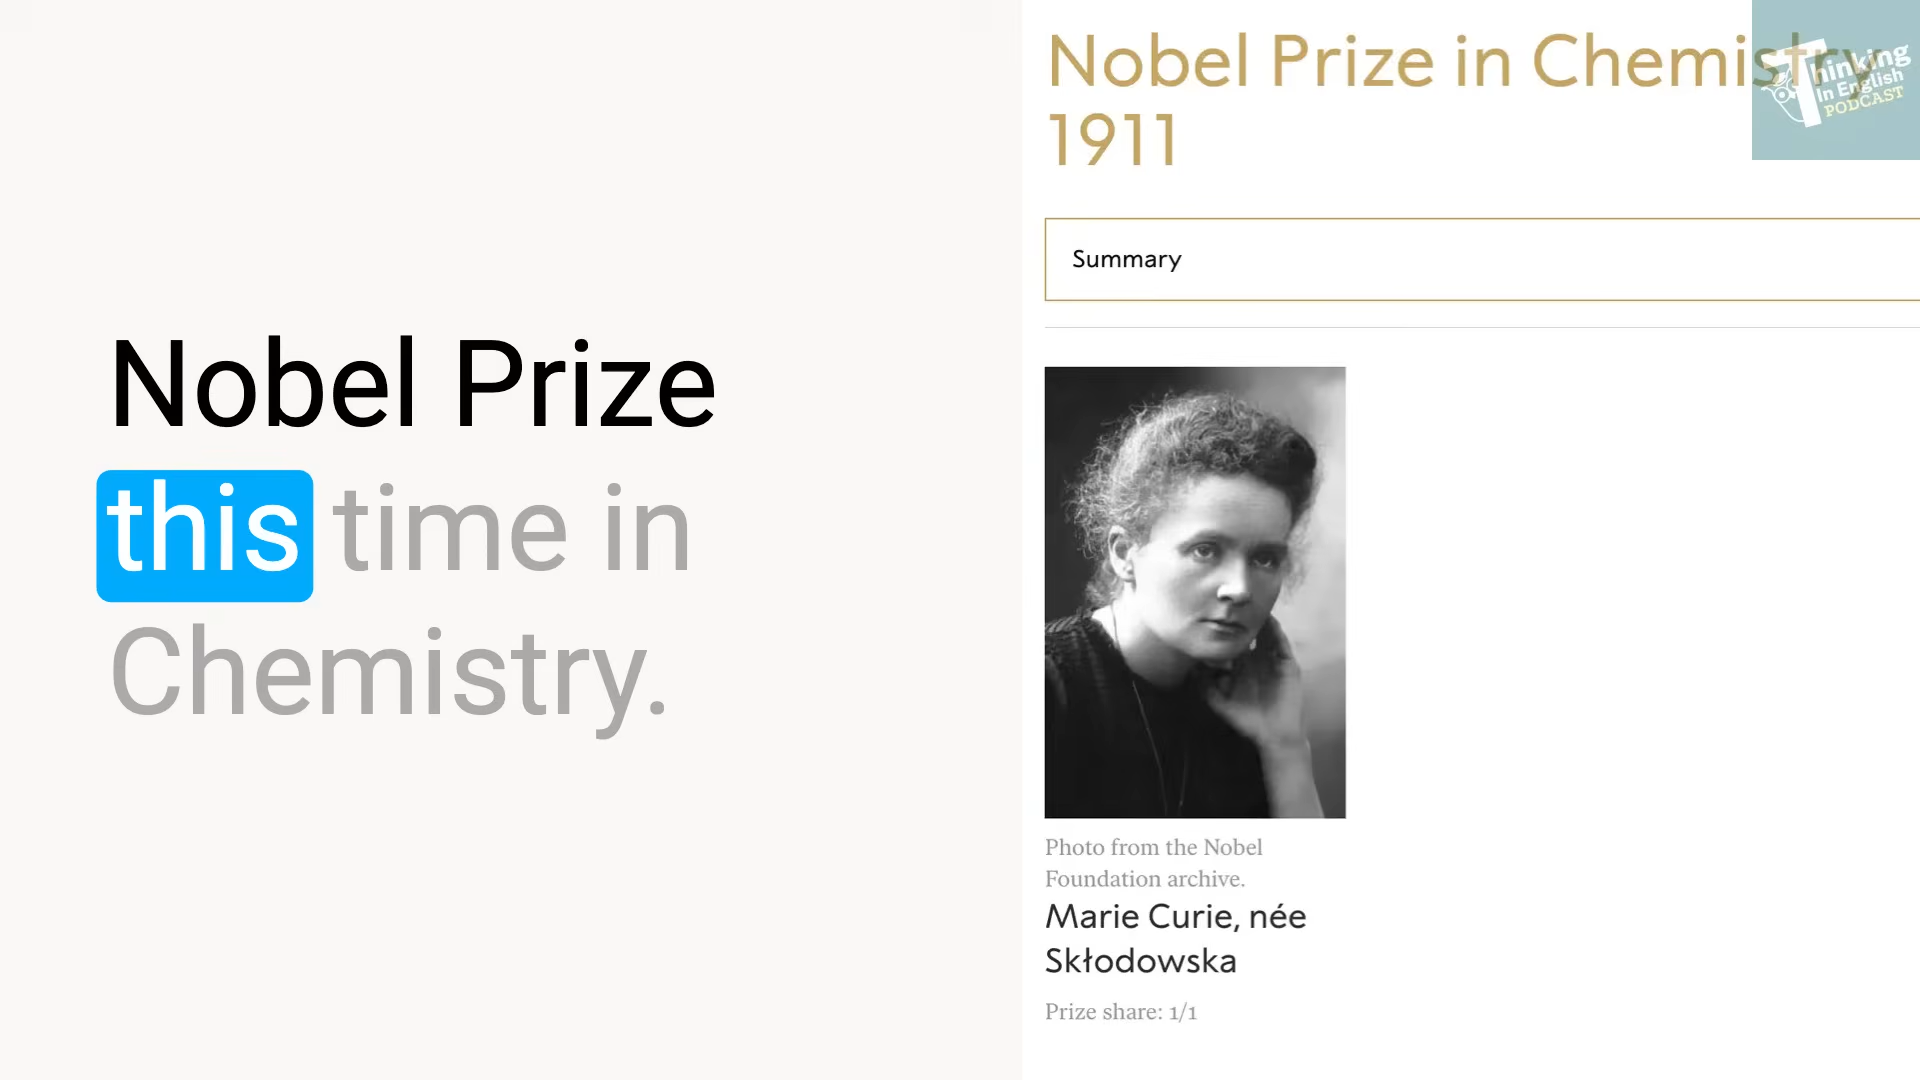 Nobel Prize
this time in
Chemistry.
Nobel Prize in Chemistry
1911
Thinking
In English
PODCAST
Summary
Photo from the Nobel
Foundation archive.
Marie Curie, née
Skłodowska
Prize share: 1/1